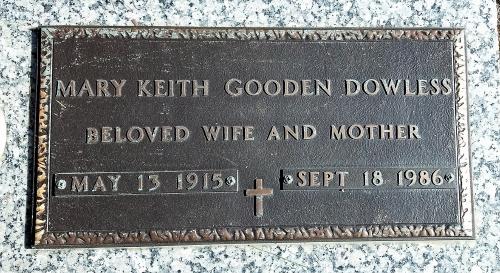 MARY KEITH GOODEN DOWLESS
BELOVED WIFE AND MOTHER
MAY 13 1915 SEPT 18 1986